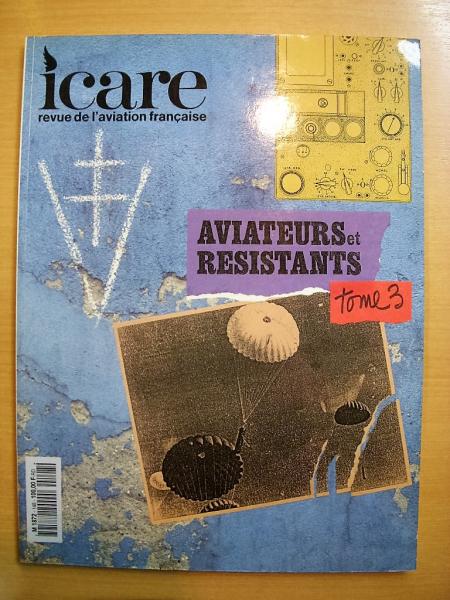 icare
revue de l'aviation française
AVIATEURS et
RESISTANTS
tome 3